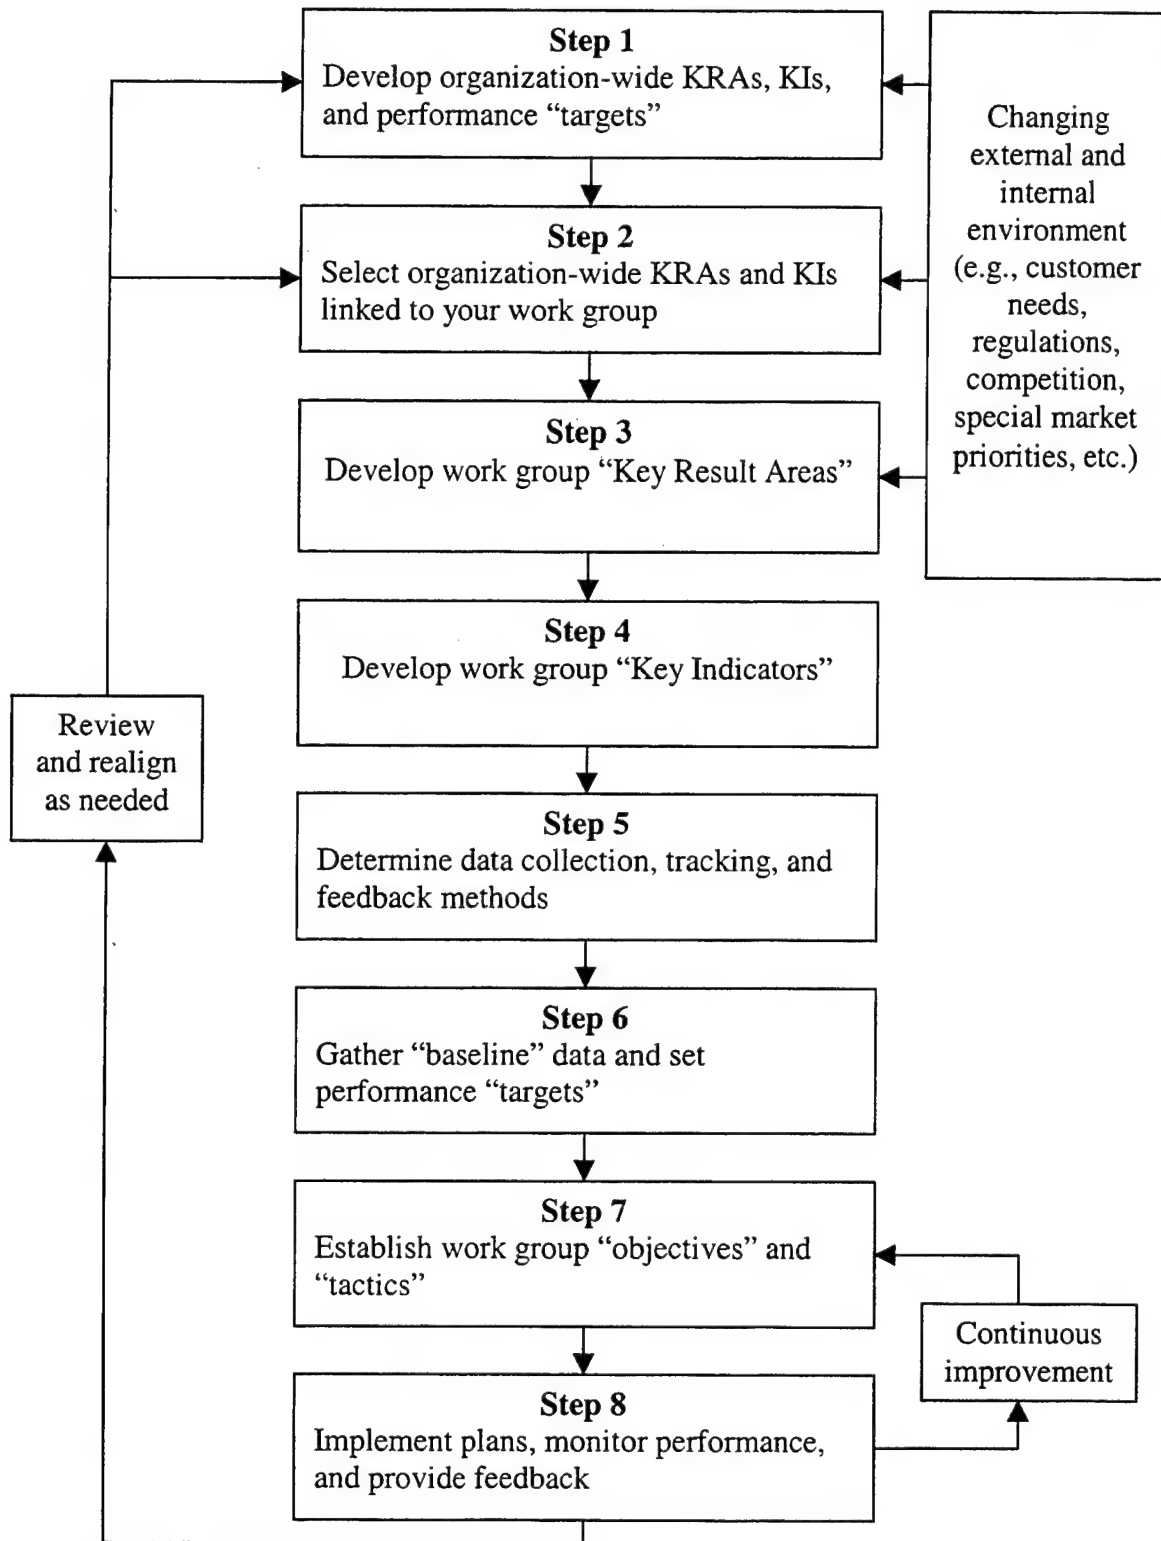 Step 1
Develop organization-wide KRAs, KIs,
and performance “targets”
Changing
external and
internal
environment
(e.g., customer
needs,
regulations,
competition,
special market
priorities, etc.)
Step 2
Select organization-wide KRAs and KIs
linked to your work group
Step 3
Develop work group “Key Result Areas”
Step 4
Develop work group “Key Indicators”
Review
and realign
as needed
Step 5
Determine data collection, tracking, and
feedback methods
Step 6
Gather “baseline” data and set
performance “targets”
Step 7
Establish work group “objectives” and
“tactics”
Continuous
improvement
Step 8
Implement plans, monitor performance,
and provide feedback